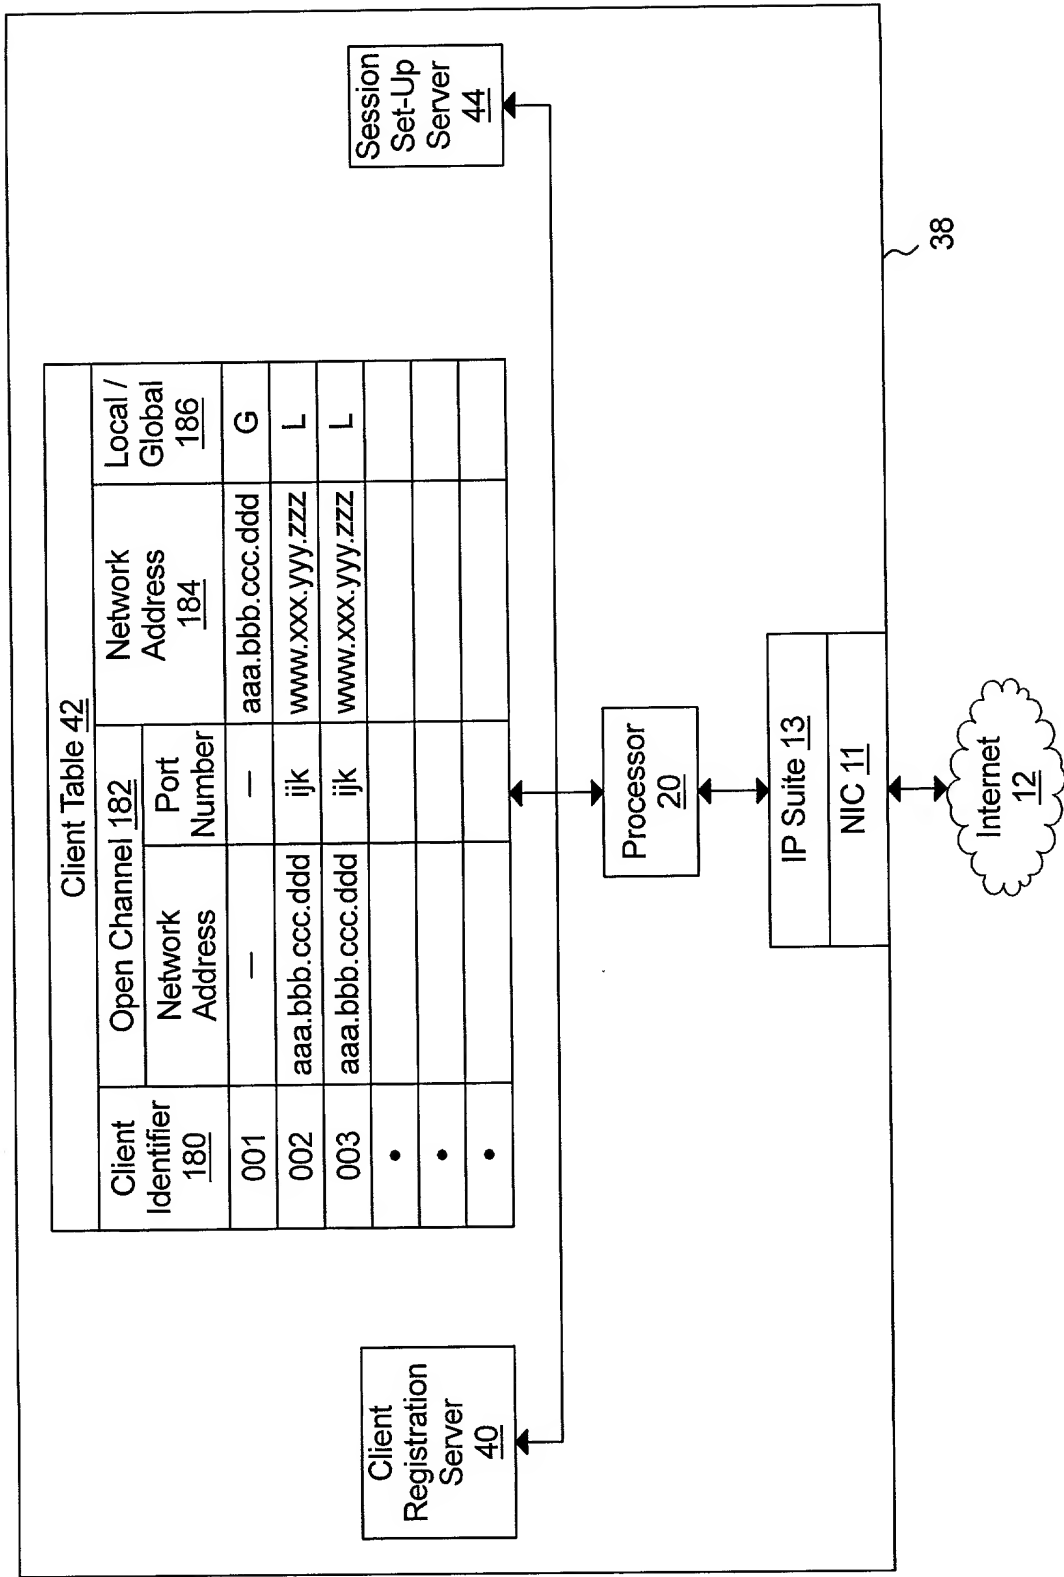 Client Table 42
Client Identifier 180
Open Channel 182
Network Address
Port Number
Network Address 184
Local / Global 186
001 — — aaa.bbb.ccc.ddd G
002 aaa.bbb.ccc.ddd ijk www.xxx.yyy.zzz L
003 aaa.bbb.ccc.ddd ijk www.xxx.yyy.zzz L
•
•
•
Client
Registration
Server
40
Session
Set-Up
Server
44
Processor
20
IP Suite 13
NIC 11
Internet
12
38